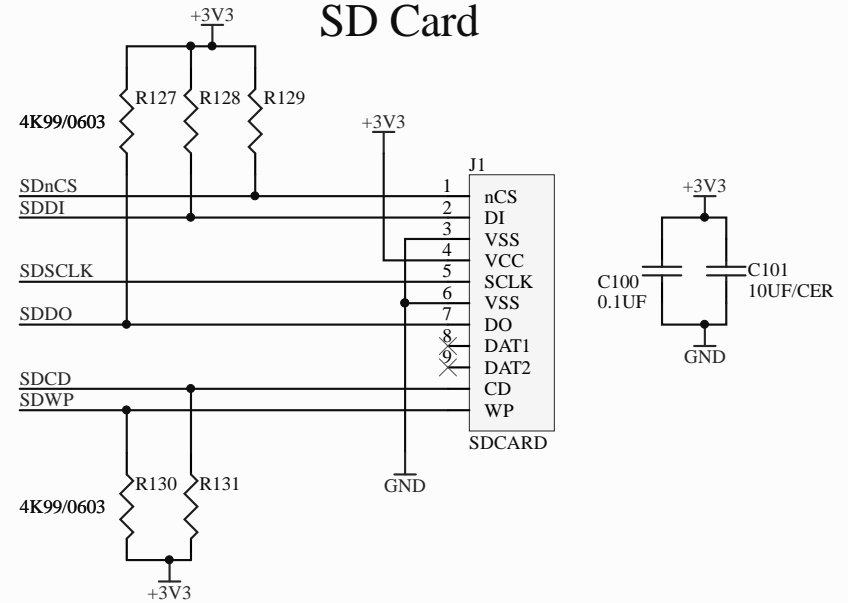 SD Card
+3V3
R127 R128 R129
4K99/0603
+3V3
J1
SDnCS 1 nCS
SDDI 2 DI
3 VSS
4 VCC
SDSCLK 5 SCLK
6 VSS
SDDO 7 DO
8 DAT1
9 DAT2
SDCD CD
SDWP WP
SDCARD
GND
R130 R131
4K99/0603
+3V3
+3V3
C100
0.1UF
C101
10UF/CER
GND